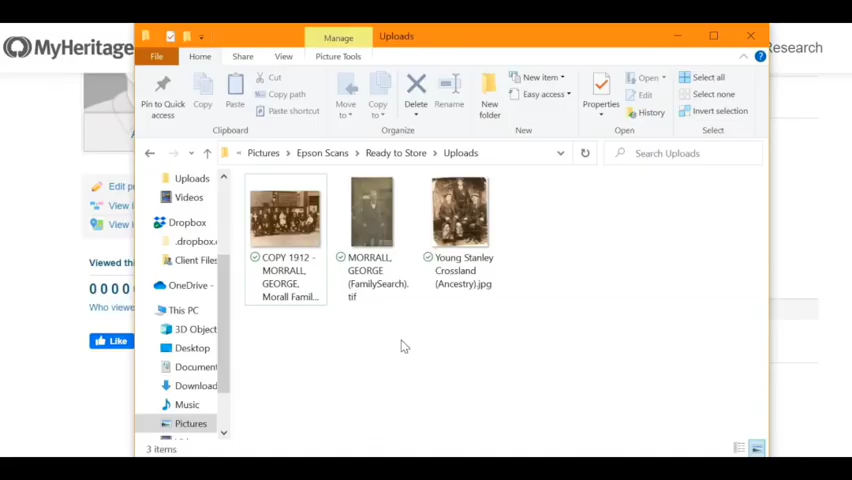 MyHeritage
Research
Manage
Uploads
File
Home
Share
View
Picture Tools
Pin to Quick access
Copy
Paste
Cut
Copy path
Paste shortcut
Clipboard
Move to
Copy to
Delete
Rename
Organize
New folder
New item
Easy access
New
Properties
Open
Edit
History
Open
Select all
Select none
Invert selection
Select
« Pictures > Epson Scans > Ready to Store > Uploads
Search Uploads
Uploads
Videos
Dropbox
.dropbox.c
Client Files
OneDrive -
This PC
3D Object
Desktop
Document
Download
Music
Pictures
COPY 1912 -
MORRALL,
GEORGE,
Morall Famil...
MORRALL,
GEORGE
(FamilySearch).
tif
Young Stanley
Crossland
(Ancestry).jpg
3 items
Edit p
View i
View i
Viewed thi
0 0 0 0
Who viewe
Like